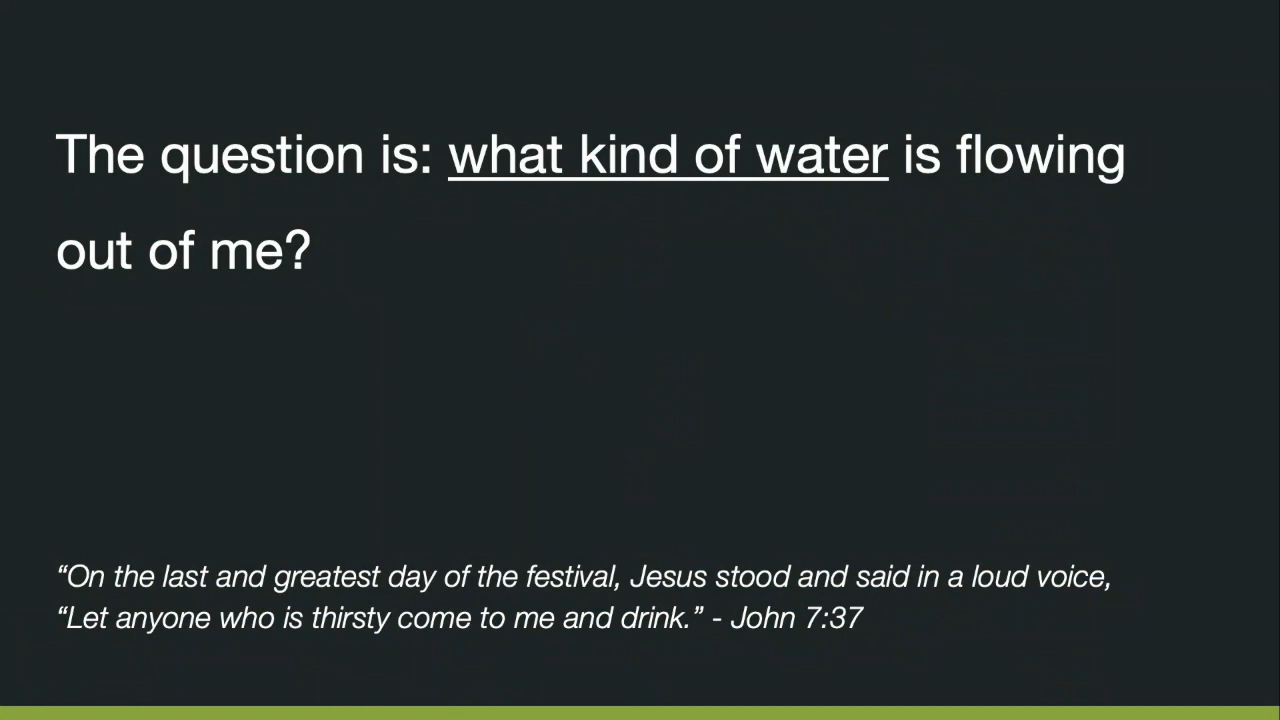 The question is: what kind of water is flowing
out of me?
“On the last and greatest day of the festival, Jesus stood and said in a loud voice,
“Let anyone who is thirsty come to me and drink.” - John 7:37